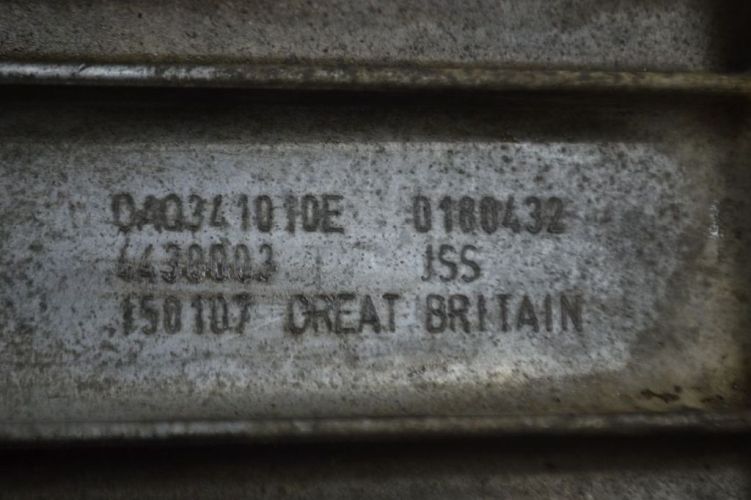 0AQ341010E 0180432
4430003 JSS
150107 GREAT BRITAIN